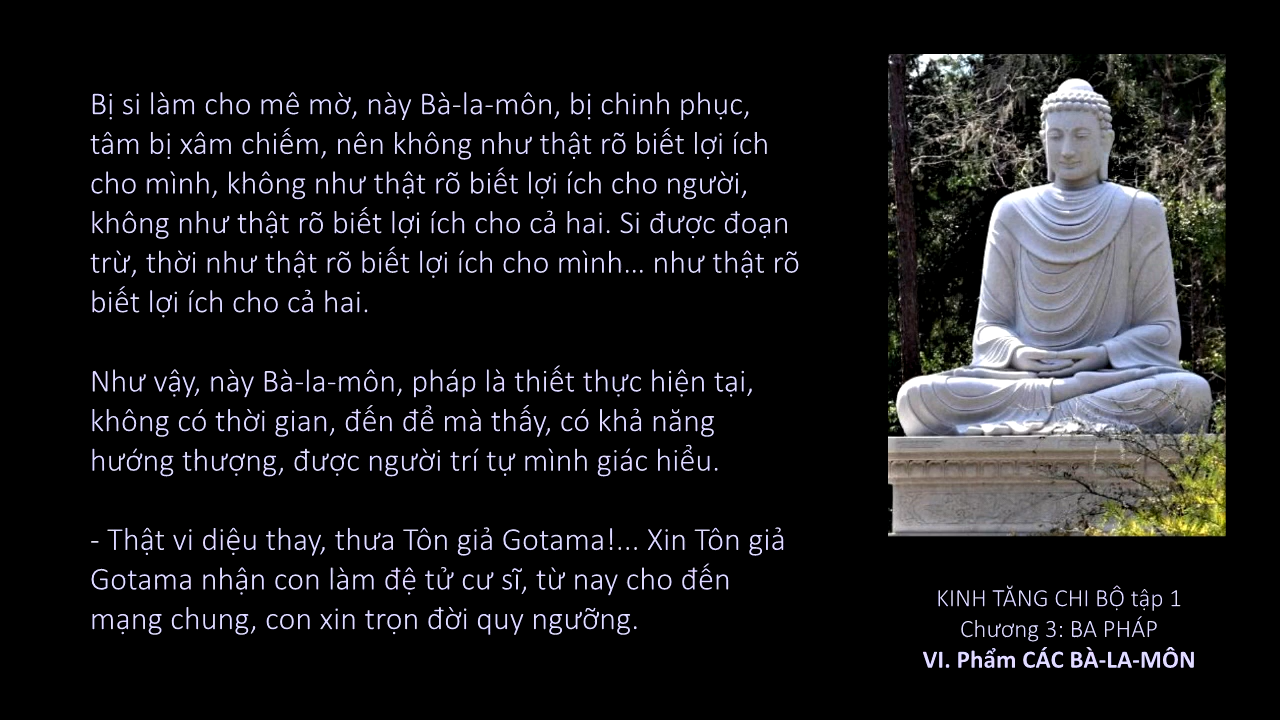 Bị si làm cho mê mờ, này Bà-la-môn, bị chinh phục,
tâm bị xâm chiếm, nên không như thật rõ biết lợi ích
cho mình, không như thật rõ biết lợi ích cho người,
không như thật rõ biết lợi ích cho cả hai. Si được đoạn
trừ, thời như thật rõ biết lợi ích cho mình... như thật rõ
biết lợi ích cho cả hai.
Như vậy, này Bà-la-môn, pháp là thiết thực hiện tại,
không có thời gian, đến để mà thấy, có khả năng
hướng thượng, được người trí tự mình giác hiểu.
- Thật vi diệu thay, thưa Tôn giả Gotama!... Xin Tôn giả
Gotama nhận con làm đệ tử cư sĩ, từ nay cho đến
mạng chung, con xin trọn đời quy ngưỡng.
KINH TĂNG CHI BỘ tập 1
Chương 3: BA PHÁP
VI. Phẩm CÁC BÀ-LA-MÔN